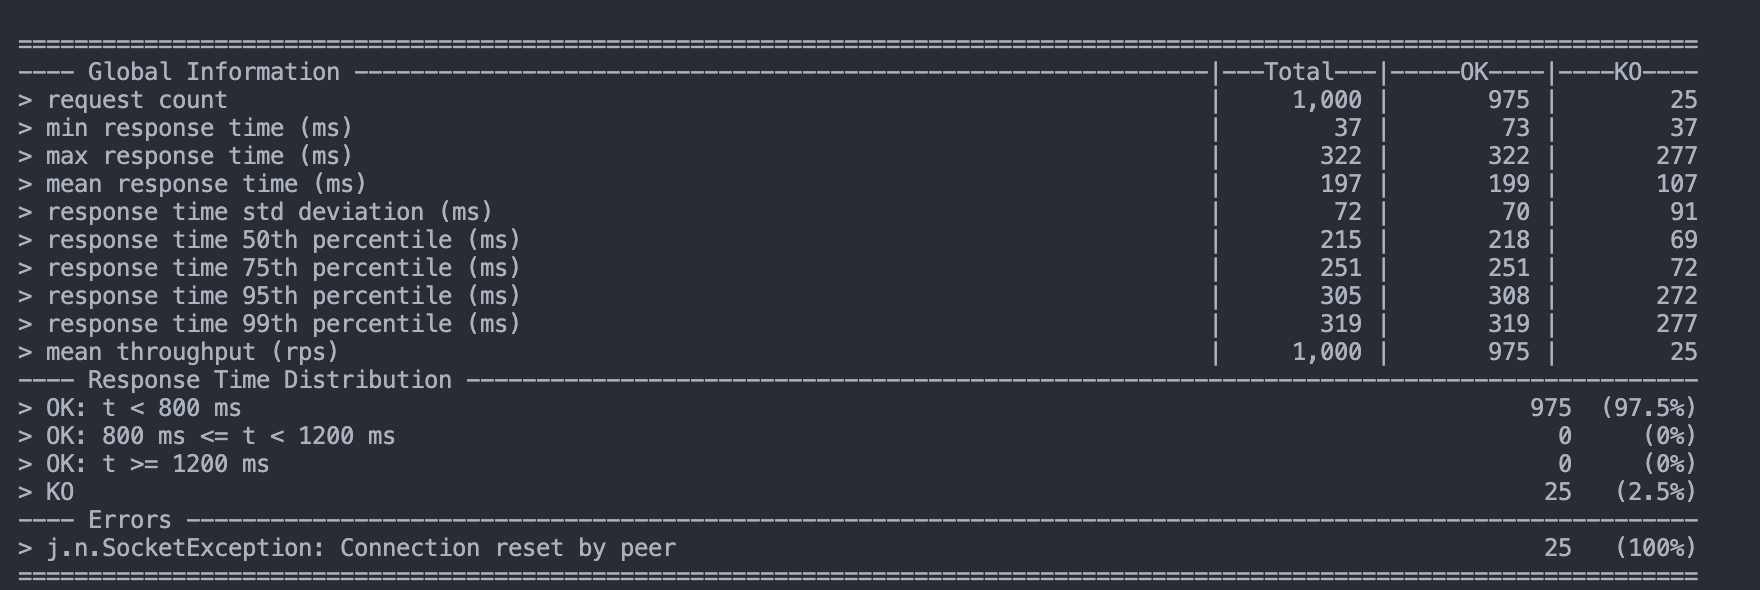 ================================================================================
---- Global Information --------------------------------------------------|---Total---|-----OK----|----KO----
> request count | 1,000 | 975 | 25
> min response time (ms) | 37 | 73 | 37
> max response time (ms) | 322 | 322 | 277
> mean response time (ms) | 197 | 199 | 107
> response time std deviation (ms) | 72 | 70 | 91
> response time 50th percentile (ms) | 215 | 218 | 69
> response time 75th percentile (ms) | 251 | 251 | 72
> response time 95th percentile (ms) | 305 | 308 | 272
> response time 99th percentile (ms) | 319 | 319 | 277
> mean throughput (rps) | 1,000 | 975 | 25
---- Response Time Distribution ----------------------------------------------------------------------------------------
> OK: t < 800 ms 975 (97.5%)
> OK: 800 ms <= t < 1200 ms 0 (0%)
> OK: t >= 1200 ms 0 (0%)
> KO 25 (2.5%)
---- Errors ------------------------------------------------------------------------------------------------------------
> j.n.SocketException: Connection reset by peer 25 (100%)
================================================================================